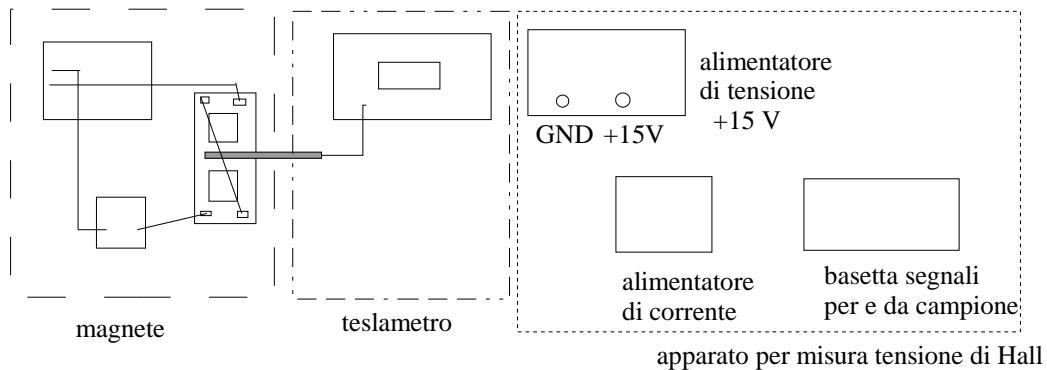 alimentatore
di tensione
+15 V
GND +15V
alimentatore
di corrente
basetta segnali
per e da campione
magnete
teslametro
apparato per misura tensione di Hall